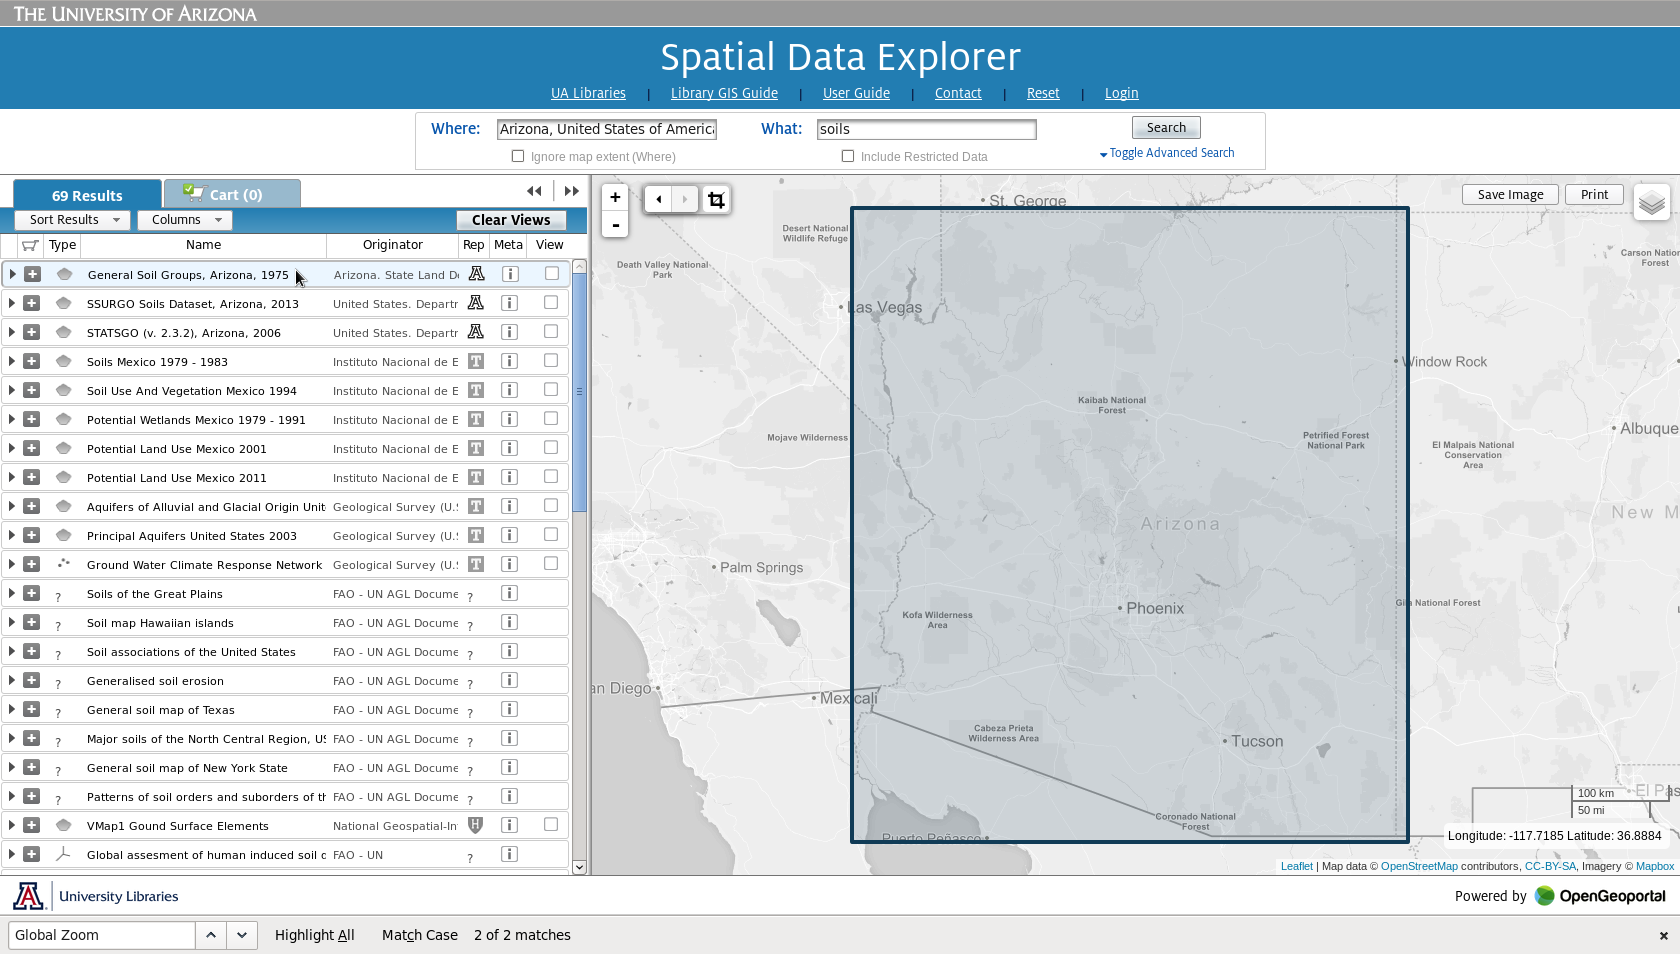 THE UNIVERSITY OF ARIZONA
Spatial Data Explorer
UA Libraries | Library GIS Guide | User Guide | Contact | Reset | Login
Where: Arizona, United States of America What: soils Search
Ignore map extent (Where) Include Restricted Data Toggle Advanced Search
69 Results Cart (0)
Sort Results Columns Clear Views
Type Name Originator Rep Meta View
General Soil Groups, Arizona, 1975 Arizona. State Land De
SSURGO Soils Dataset, Arizona, 2013 United States. Departr
STATSGO (v. 2.3.2), Arizona, 2006 United States. Departr
Soils Mexico 1979 - 1983 Instituto Nacional de E
Soil Use And Vegetation Mexico 1994 Instituto Nacional de E
Potential Wetlands Mexico 1979 - 1991 Instituto Nacional de E
Potential Land Use Mexico 2001 Instituto Nacional de E
Potential Land Use Mexico 2011 Instituto Nacional de E
Aquifers of Alluvial and Glacial Origin Unit Geological Survey (U.S
Principal Aquifers United States 2003 Geological Survey (U.S
Ground Water Climate Response Network Geological Survey (U.S
? Soils of the Great Plains FAO - UN AGL Docume ?
? Soil map Hawaiian islands FAO - UN AGL Docume ?
? Soil associations of the United States FAO - UN AGL Docume ?
? Generalised soil erosion FAO - UN AGL Docume ?
? General soil map of Texas FAO - UN AGL Docume ?
? Major soils of the North Central Region, US FAO - UN AGL Docume ?
? General soil map of New York State FAO - UN AGL Docume ?
? Patterns of soil orders and suborders of th FAO - UN AGL Docume ?
VMap1 Gound Surface Elements National Geospatial-In H
Global assesment of human induced soil d FAO - UN ?
+
-
Save Image Print
St. George
Desert National
Wildlife Refuge
Death Valley National
Park
Carson Nation
Forest
Las Vegas
Window Rock
Kaibab National
Forest
Albuque
Mojave Wilderness
Petrified Forest
National Park
El Malpais National
Conservation
Area
Arizona
New M
Palm Springs
Phoenix
Gila National Forest
Kofa Wilderness
Area
an Diego
Mexicali
Cabeza Prieta
Wilderness Area
Tucson
El Pas
100 km
50 mi
Coronado National
Forest
Puerto Peñasco
Longitude: -117.7185 Latitude: 36.8884
Leaflet | Map data © OpenStreetMap contributors, CC-BY-SA, Imagery © Mapbox
University Libraries Powered by OpenGeoportal
Global Zoom Highlight All Match Case 2 of 2 matches